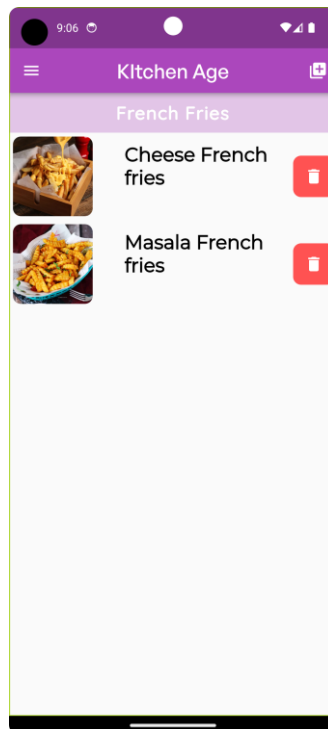 9:06
KItchen Age
French Fries
Cheese French
fries
Masala French
fries